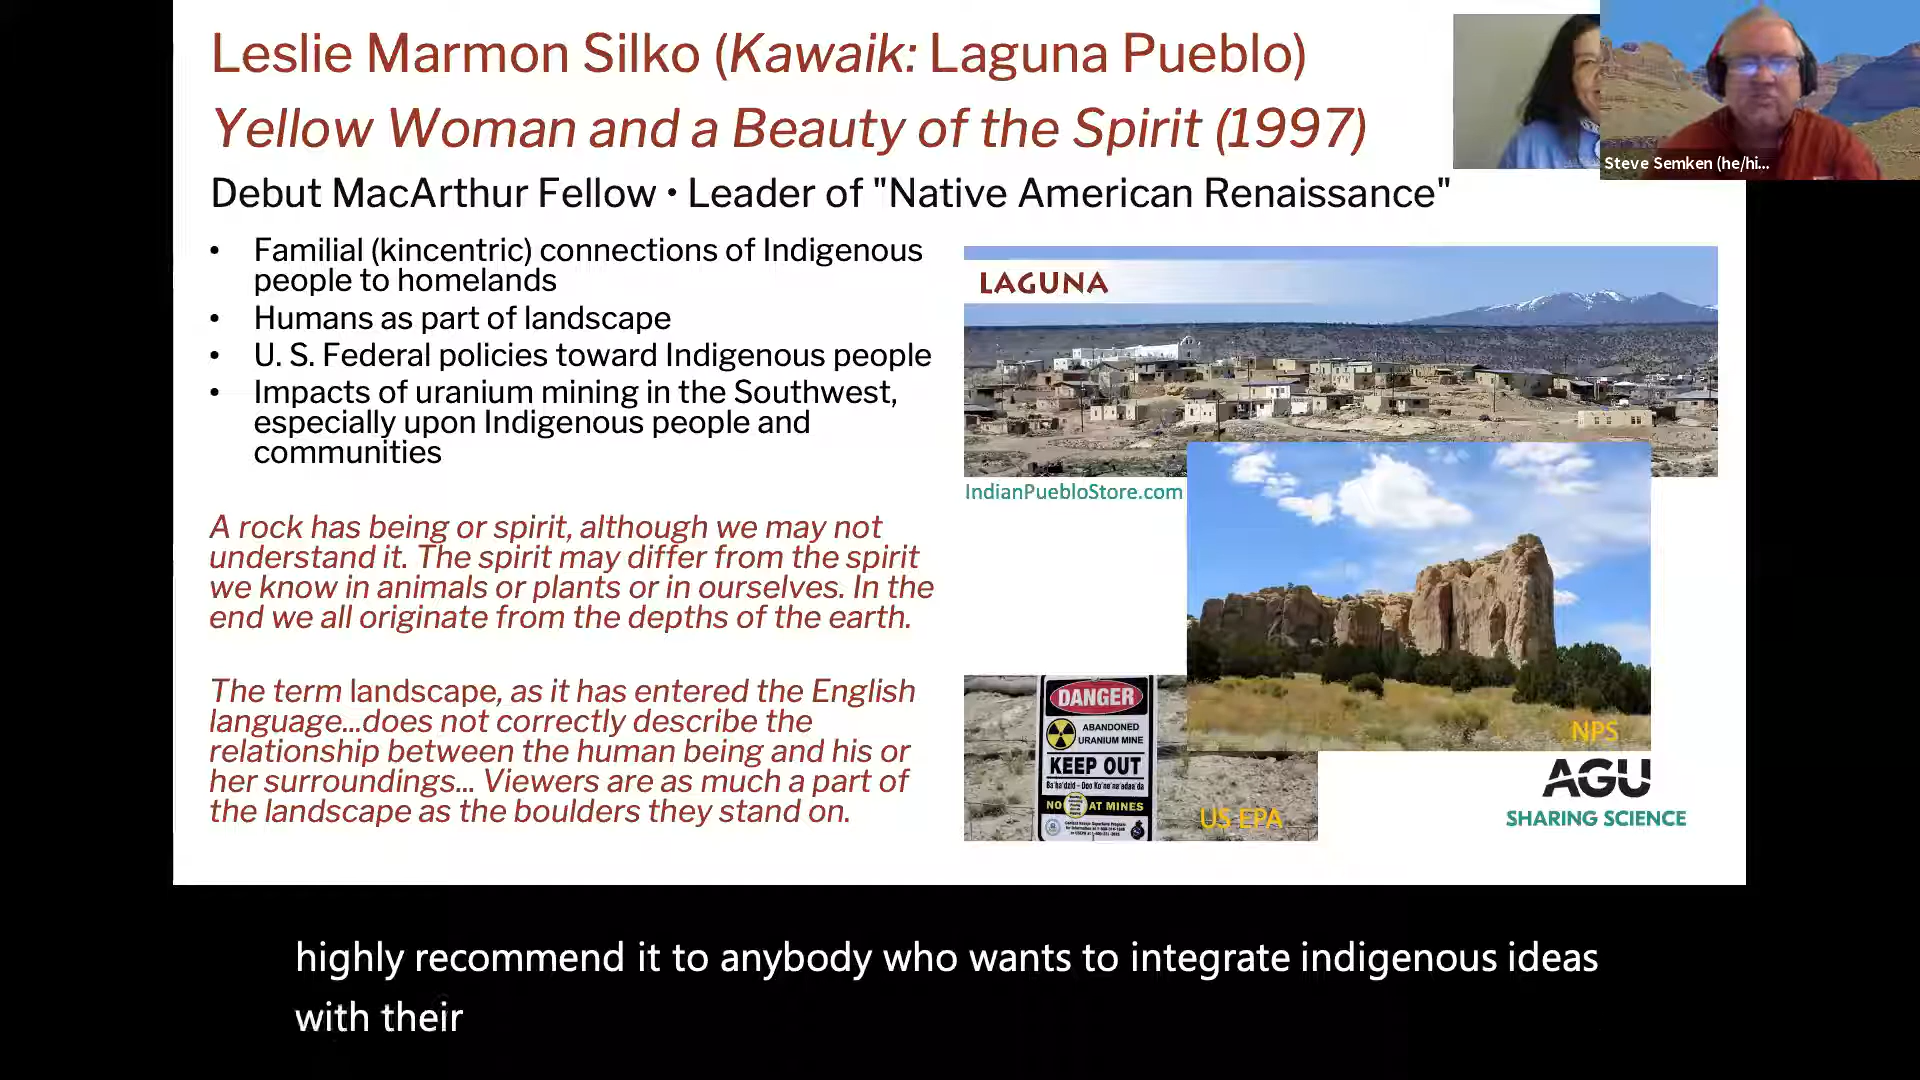 Leslie Marmon Silko (Kawaik: Laguna Pueblo)
Yellow Woman and a Beauty of the Spirit (1997)
Debut MacArthur Fellow • Leader of "Native American Renaissance"
• Familial (kincentric) connections of Indigenous
people to homelands
• Humans as part of landscape
• U. S. Federal policies toward Indigenous people
• Impacts of uranium mining in the Southwest,
especially upon Indigenous people and
communities
A rock has being or spirit, although we may not
understand it. The spirit may differ from the spirit
we know in animals or plants or in ourselves. In the
end we all originate from the depths of the earth.
The term landscape, as it has entered the English
language...does not correctly describe the
relationship between the human being and his or
her surroundings... Viewers are as much a part of
the landscape as the boulders they stand on.
Steve Semken (he/hi...
LAGUNA
IndianPuebloStore.com
NPS
DANGER
ABANDONED
URANIUM MINE
KEEP OUT
NO AT MINES
US EPA
AGU
SHARING SCIENCE
highly recommend it to anybody who wants to integrate indigenous ideas
with their